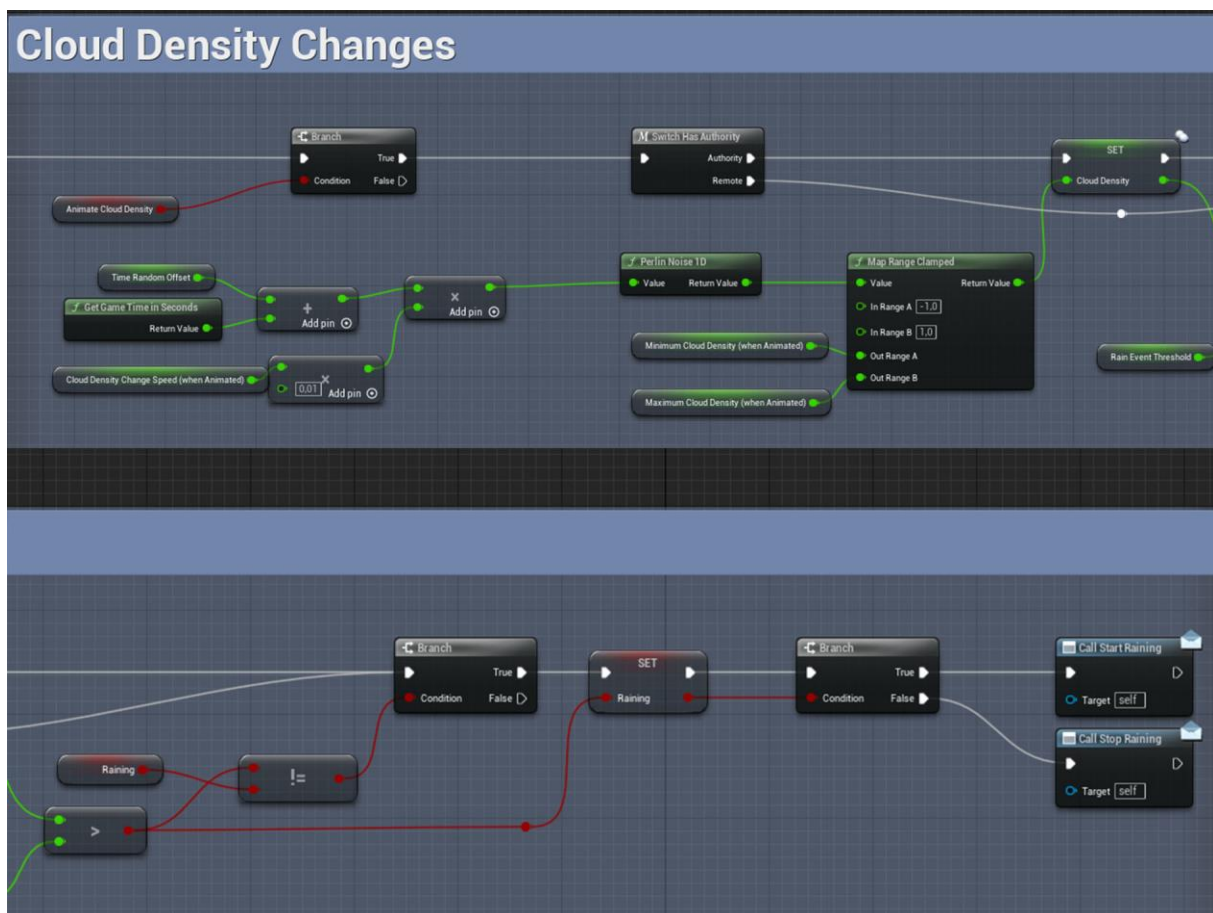 Cloud Density Changes
Branch
True
Condition
False
Switch Has Authority
Authority
Remote
SET
Cloud Density
Animate Cloud Density
Time Random Offset
Get Game Time in Seconds
Return Value
+
Add pin
×
Add pin
Cloud Density Change Speed (when Animated)
×
0,01
Add pin
Perlin Noise 1D
Value
Return Value
Map Range Clamped
Value
Return Value
In Range A -1,0
In Range B 1,0
Out Range A
Out Range B
Minimum Cloud Density (when Animated)
Maximum Cloud Density (when Animated)
Rain Event Threshold
Branch
True
Condition
False
SET
Raining
Branch
True
Condition
False
Call Start Raining
Target self
Call Stop Raining
Target self
Raining
!=
>